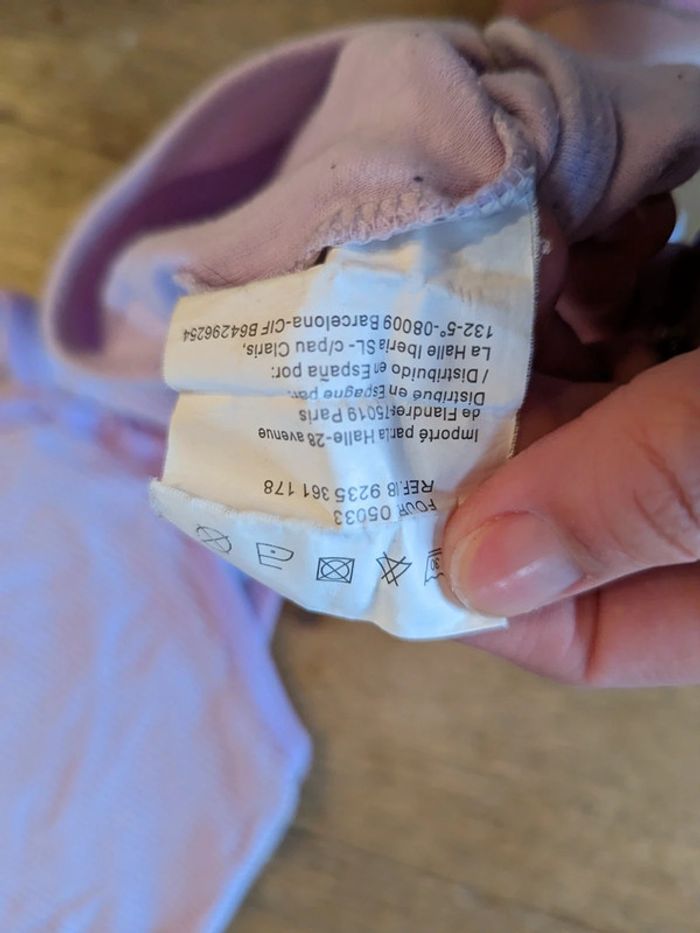 30
FOUR 05033
REF.I8 9235 361 178
Importé par la Halle-28 avenue
de Flandre-75019 Paris
Distribué en Espagne par:
/ Distribuido en España por:
La Halle Iberia SL- c/pau Claris,
132-5°-08009 Barcelona-CIF B64296254